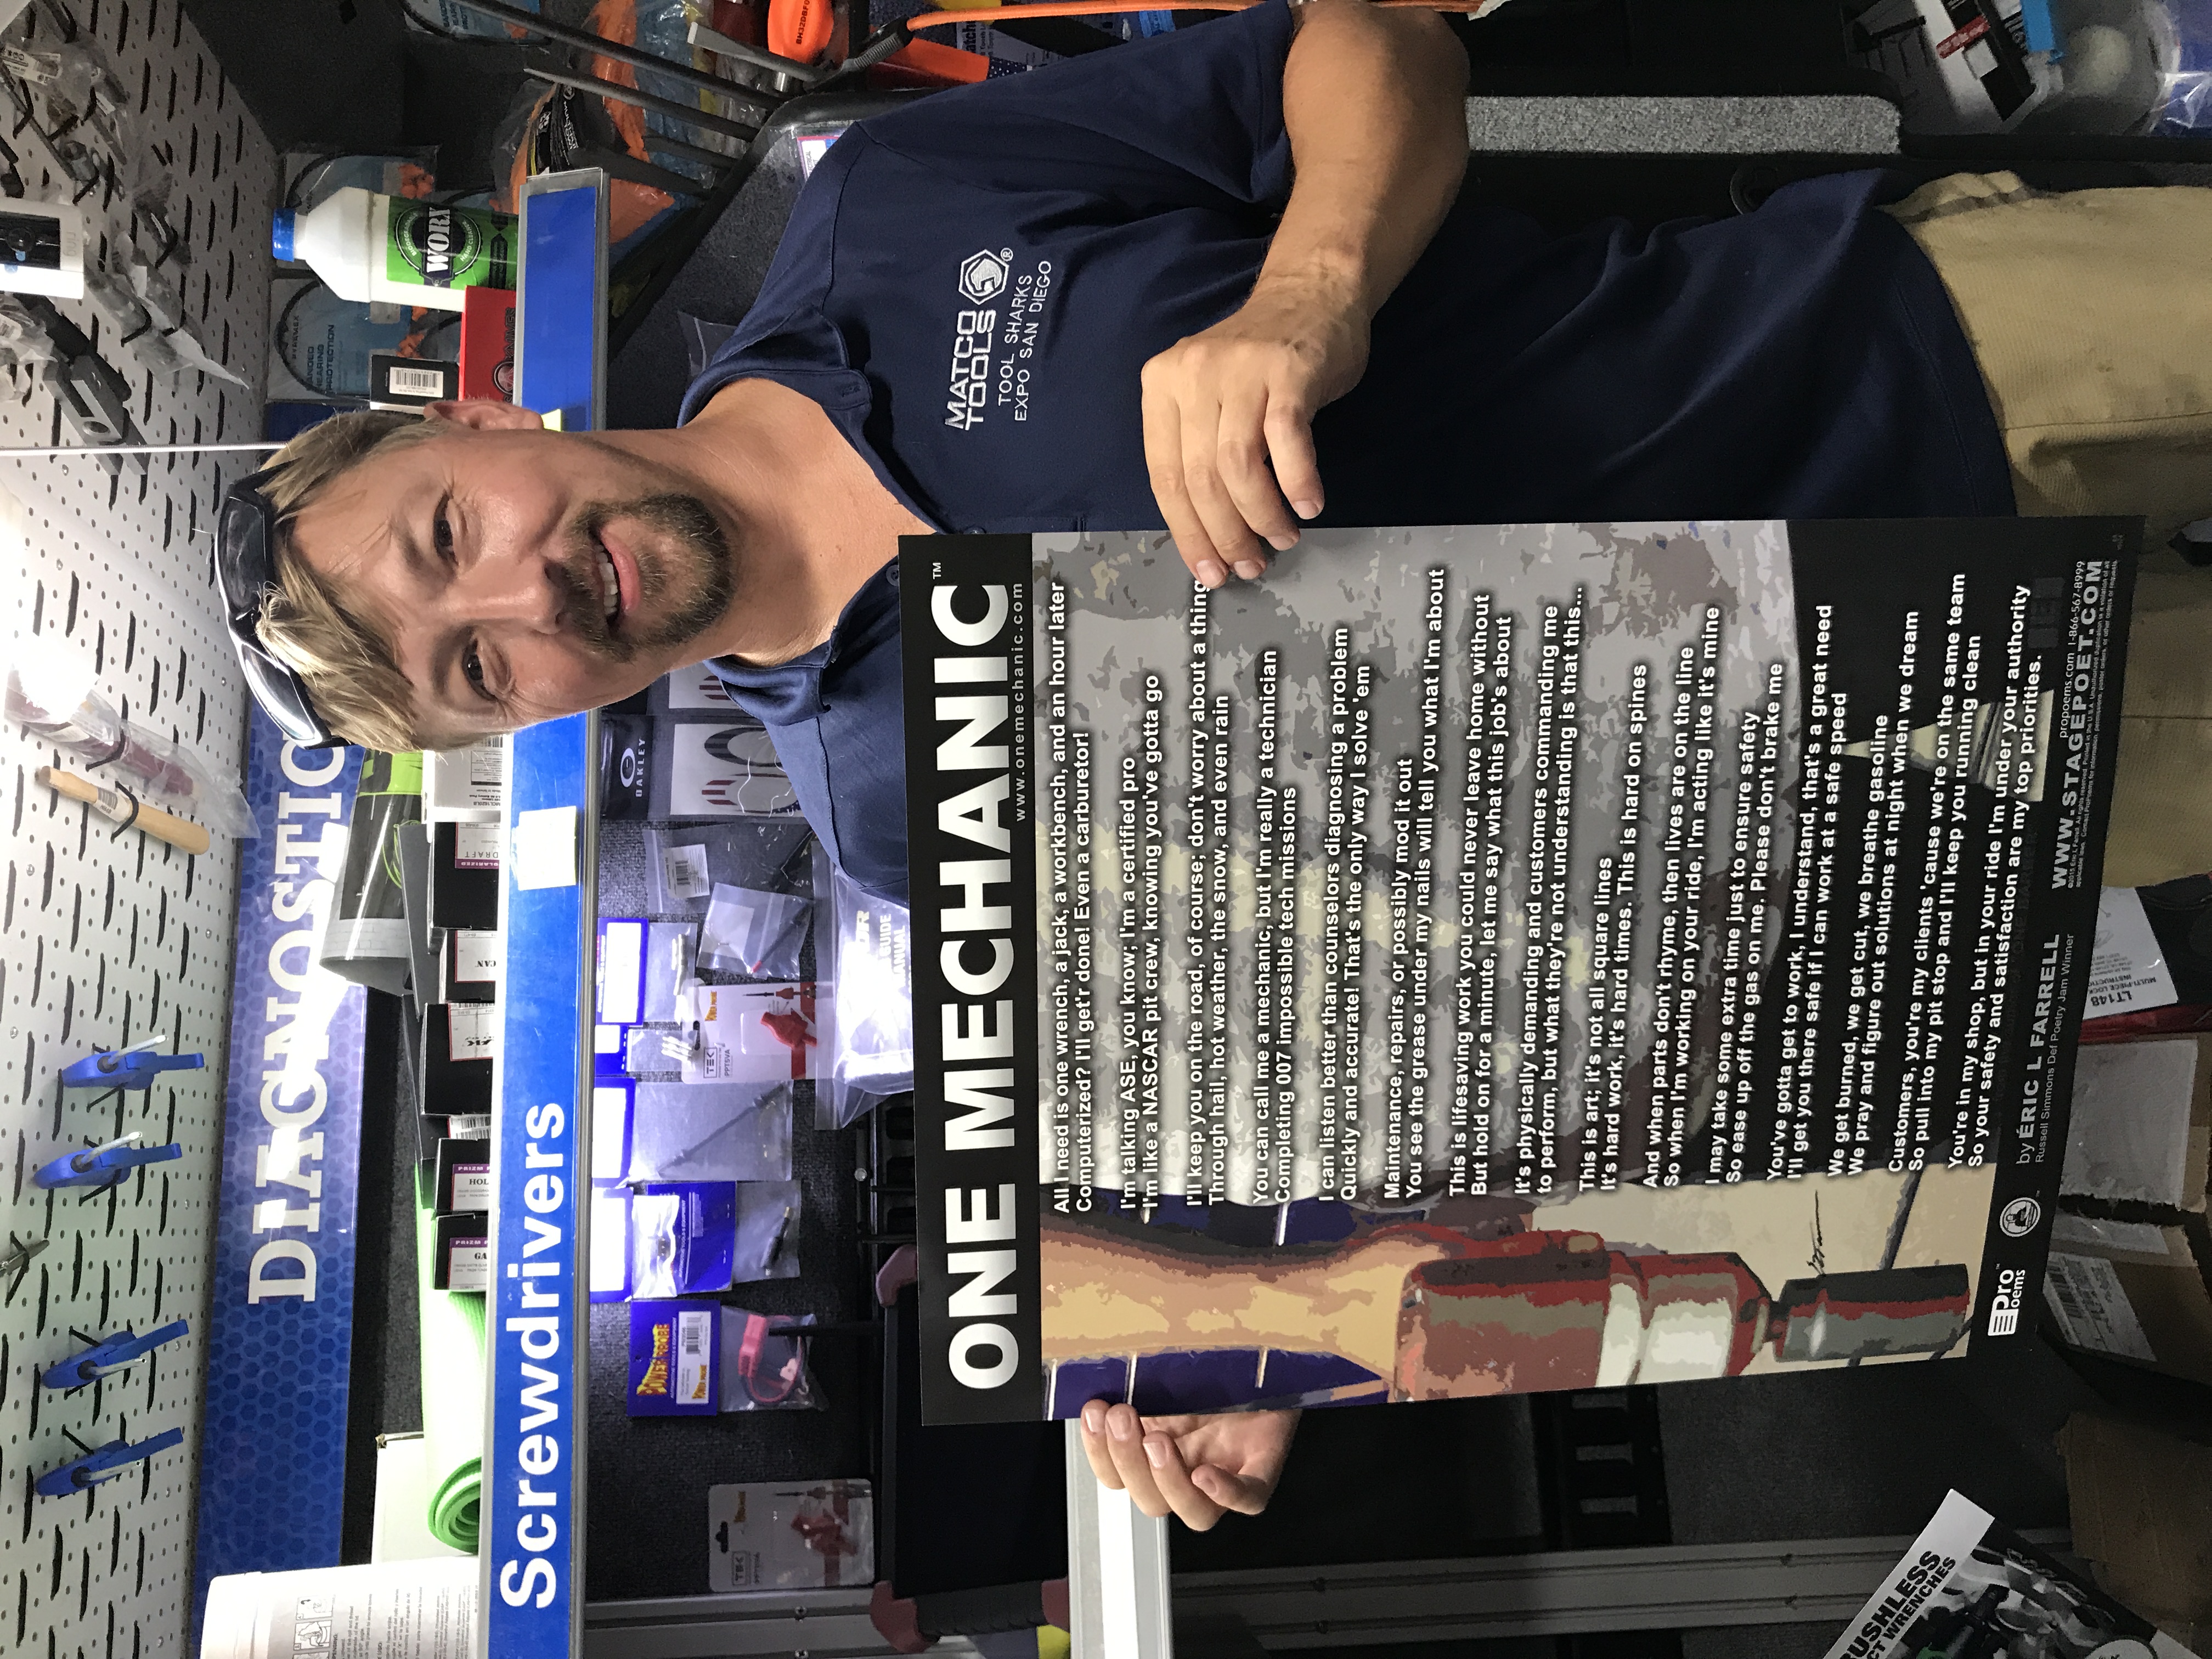 DIAGNOSTIC
Screwdrivers
WORX
OAKLEY
HEARING
PROTECTION
MATCO
TOOLS®
TOOL SHARKS
EXPO SAN DIEGO
ONE MECHANIC™
www.onemechanic.com
All I need is one wrench, a jack, a workbench, and an hour later
Computerized? I'll get'r done! Even a carburetor!
I'm talking ASE, you know; I'm a certified pro
I'm like a NASCAR pit crew, knowing you've gotta go
I'll keep you on the road, of course; don't worry about a thing
Through hail, hot weather, the snow, and even rain
You can call me a mechanic, but I'm really a technician
Completing 007 impossible tech missions
I can listen better than counselors diagnosing a problem
Quickly and accurate! That's the only way I solve 'em
Maintenance, repairs, or possibly mod it out
You see the grease under my nails will tell you what I'm about
This is lifesaving work you could never leave home without
But hold on for a minute, let me say what this job's about
It's physically demanding and customers commanding me
to perform, but what they're not understanding is that this...
This is art; it's not all square lines
It's hard work, it's hard times. This is hard on spines
And when parts don't rhyme, then lives are on the line
So when I'm working on your ride, I'm acting like it's mine
I may take some extra time just to ensure safety
So ease up off the gas on me. Please don't brake me
You've gotta get to work, I understand, that's a great need
I'll get you there safe if I can work at a safe speed
We get burned, we get cut, we breathe gasoline
We pray and figure out solutions at night when we dream
Customers, you're my clients 'cause we're on the same team
So pull into my pit stop and I'll keep you running clean
You're in my shop, but in your ride I'm under your authority
So your safety and satisfaction are my top priorities.
Pro
Poems™
by ERIC L FARRELL
Russell Simmons Def Poetry Jam Winner
propoems.com | 1-866-567-8999
WWW.STAGEPOET.COM
POWER PROBE
TEK
PPTSVA
GUIDE
MANUAL
PRIZM
LT148
WRENCHES